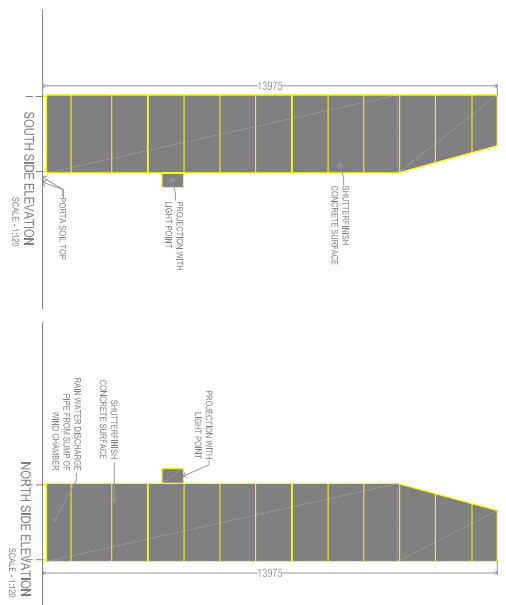 13975
SOUTH SIDE ELEVATION
SCALE - 1:120
PORTA SOIL TOP
PROJECTION WITH
LIGHT POINT
SHUTTERFINISH
CONCRETE SURFACE
RAIN WATER DISCHARGE
PIPE FROM SUMP OF
WIND CHAMBER
SHUTTERFINISH
CONCRETE SURFACE
PROJECTION WITH
LIGHT POINT
NORTH SIDE ELEVATION
SCALE - 1:120
13975